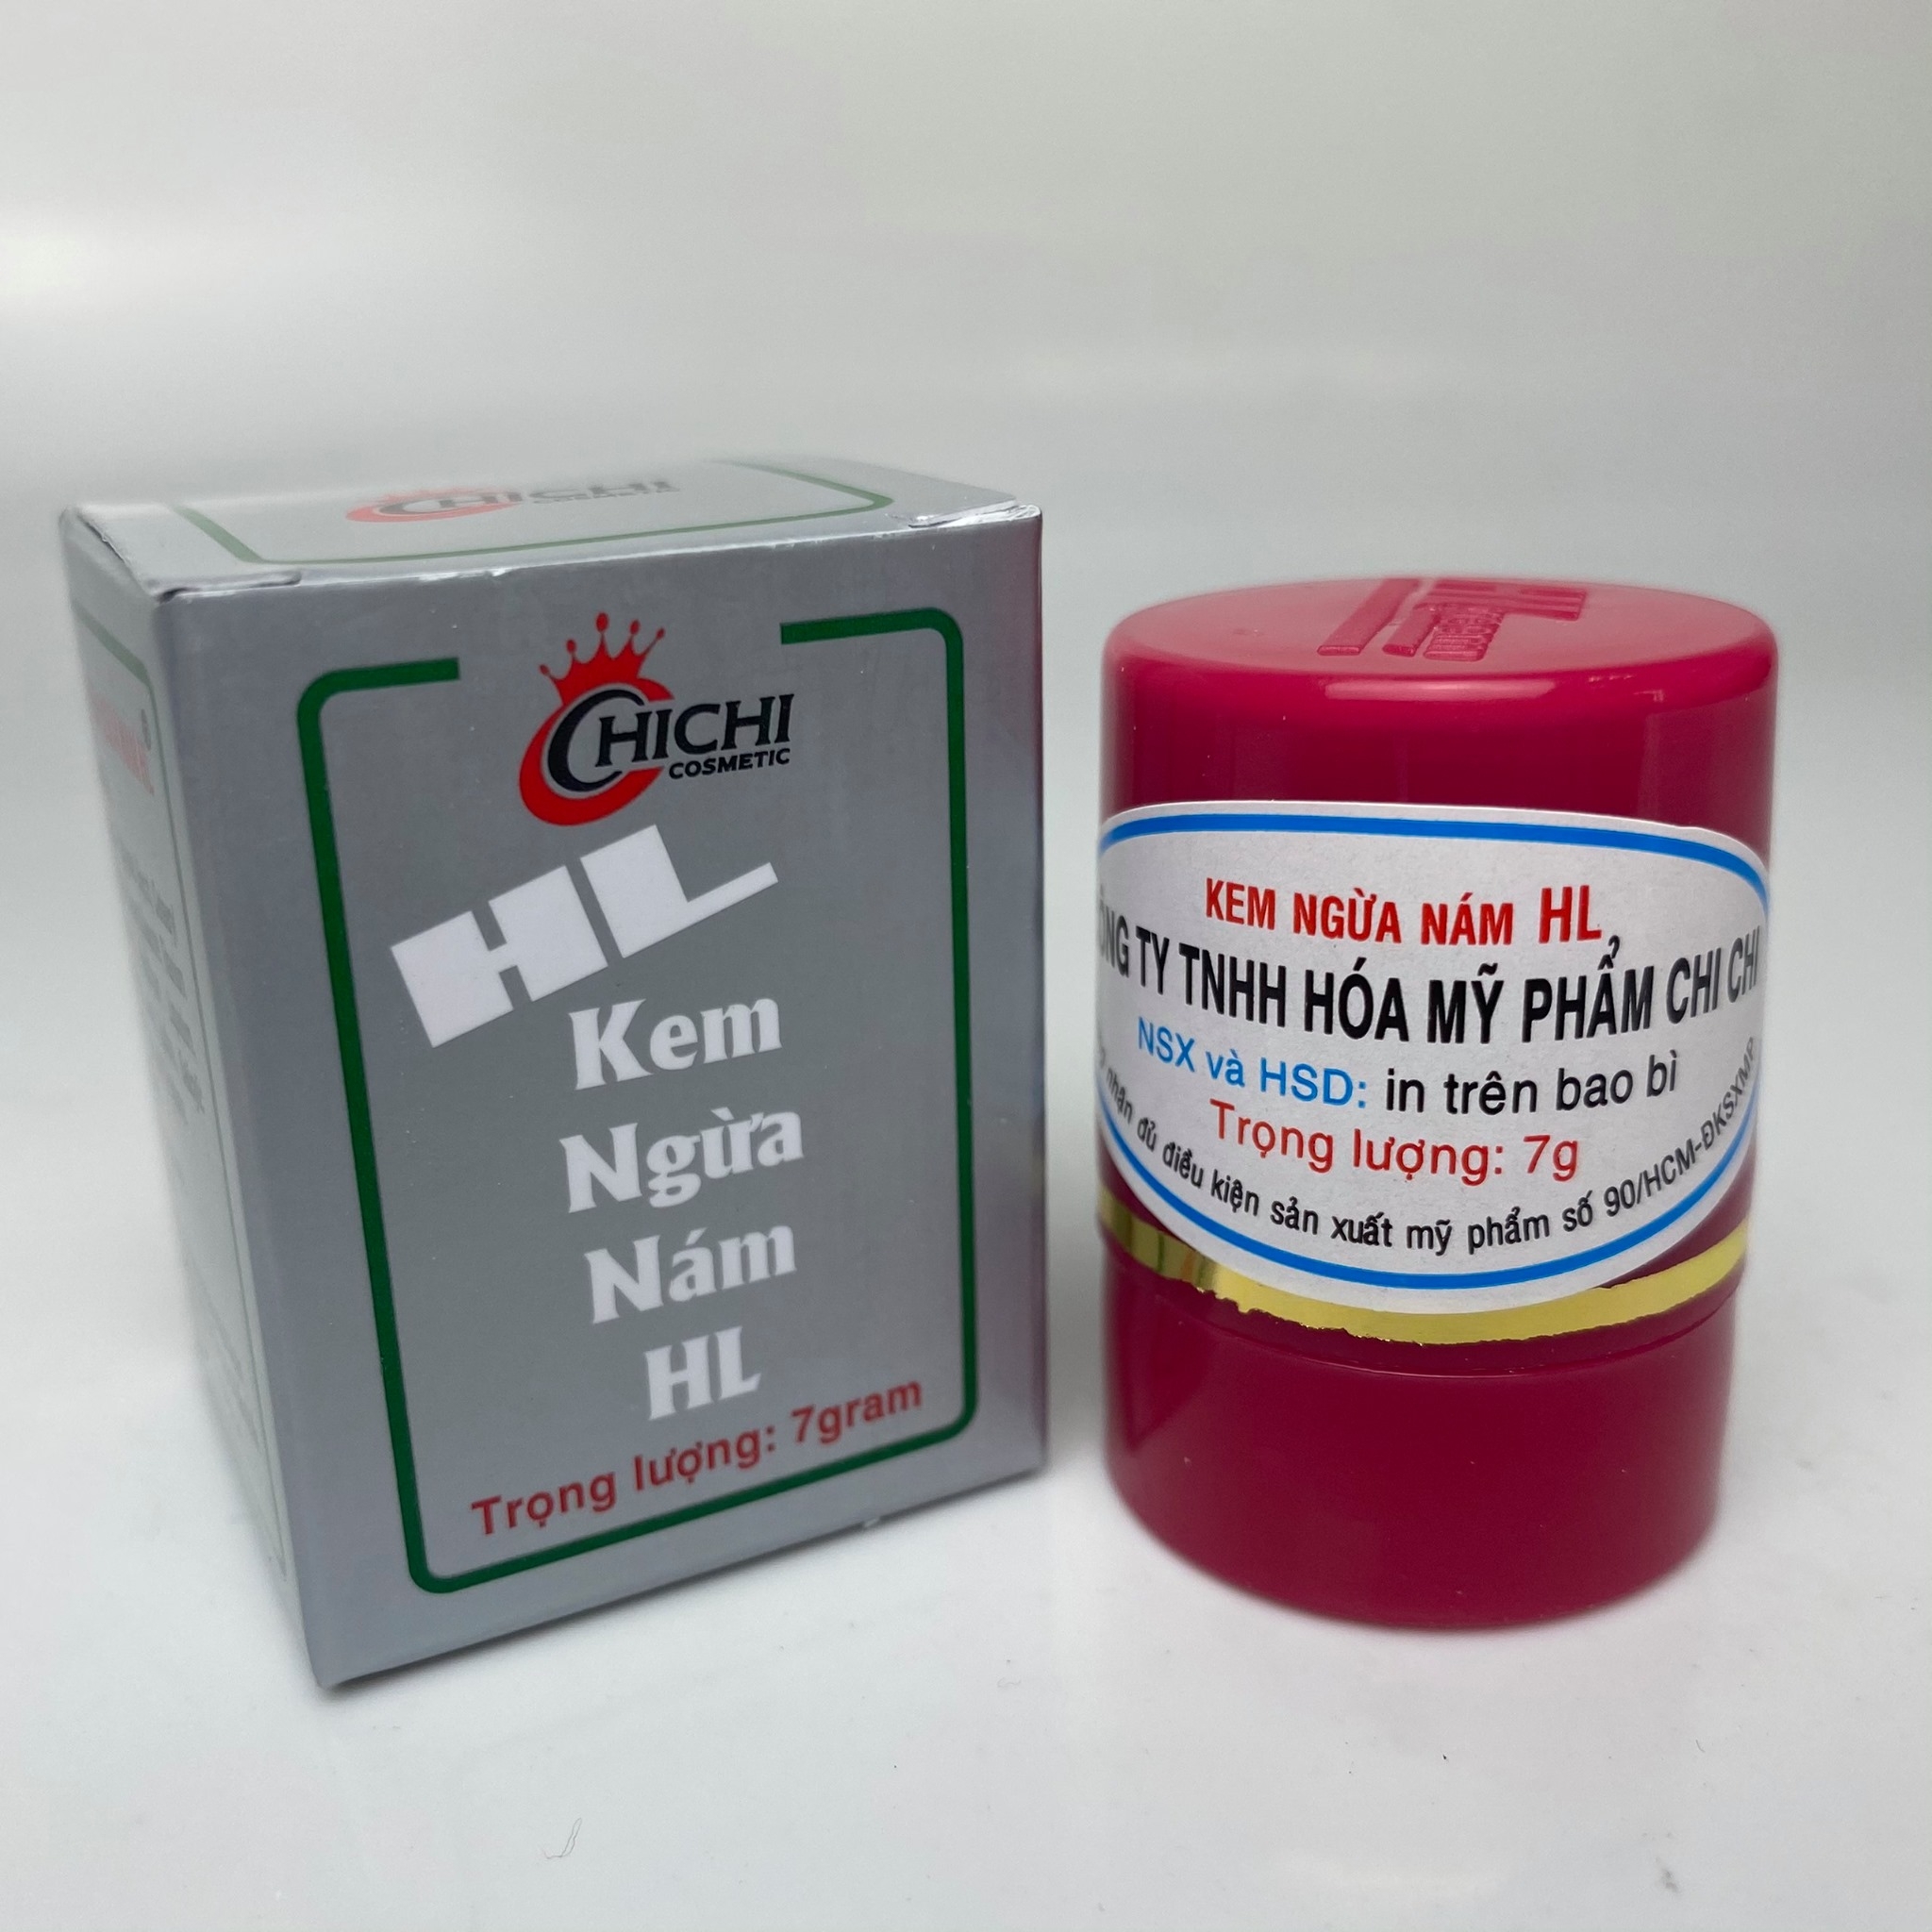 CHICHI
COSMETIC
CHICHI
COSMETIC
HL
Kem
Ngừa
Nám
HL
Trọng lượng: 7gram
KEM NGỪA NÁM HL
TY TNHH HÓA MỸ PHẨM CHI CHI
NSX và HSD: in trên bao bì
Trọng lượng: 7g
nhận đủ điều kiện sản xuất mỹ phẩm số 90/HCM-ĐKSXMP